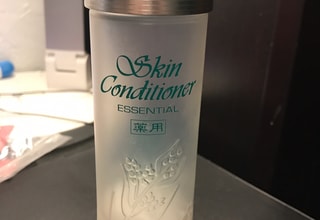 Skin
Conditioner
ESSENTIAL
薬用